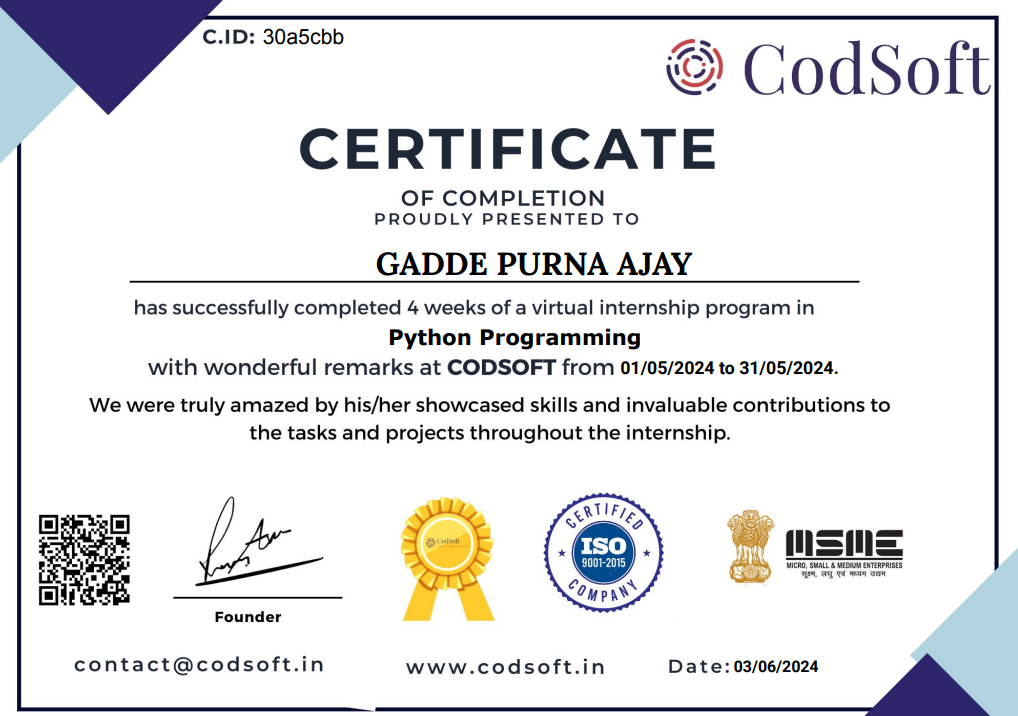 C.ID: 30a5cbb
CodSoft
CERTIFICATE
OF COMPLETION
PROUDLY PRESENTED TO
GADDE PURNA AJAY
has successfully completed 4 weeks of a virtual internship program in
Python Programming
with wonderful remarks at CODSOFT from 01/05/2024 to 31/05/2024.
We were truly amazed by his/her showcased skills and invaluable contributions to
the tasks and projects throughout the internship.
Founder
CodSoft
CERTIFIED
ISO
9001-2015
COMPANY
MSME
MICRO, SMALL & MEDIUM ENTERPRISES
सूक्ष्म, लघु एवं मध्यम उद्यम
contact@codsoft.in
www.codsoft.in
Date: 03/06/2024